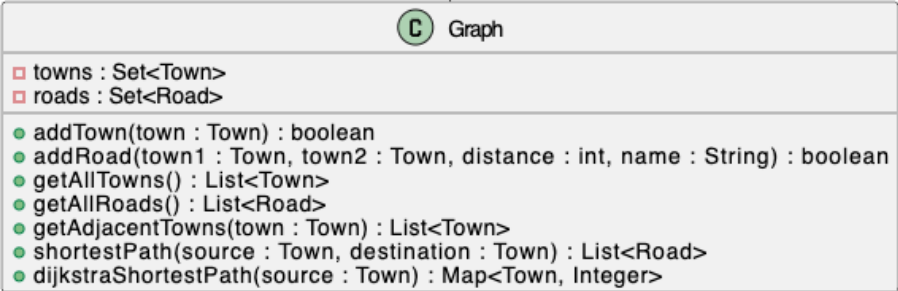 C Graph
towns : Set<Town>
roads : Set<Road>
addTown(town : Town) : boolean
addRoad(town1 : Town, town2 : Town, distance : int, name : String) : boolean
getAllTowns() : List<Town>
getAllRoads() : List<Road>
getAdjacentTowns(town : Town) : List<Town>
shortestPath(source : Town, destination : Town) : List<Road>
dijkstraShortestPath(source : Town) : Map<Town, Integer>